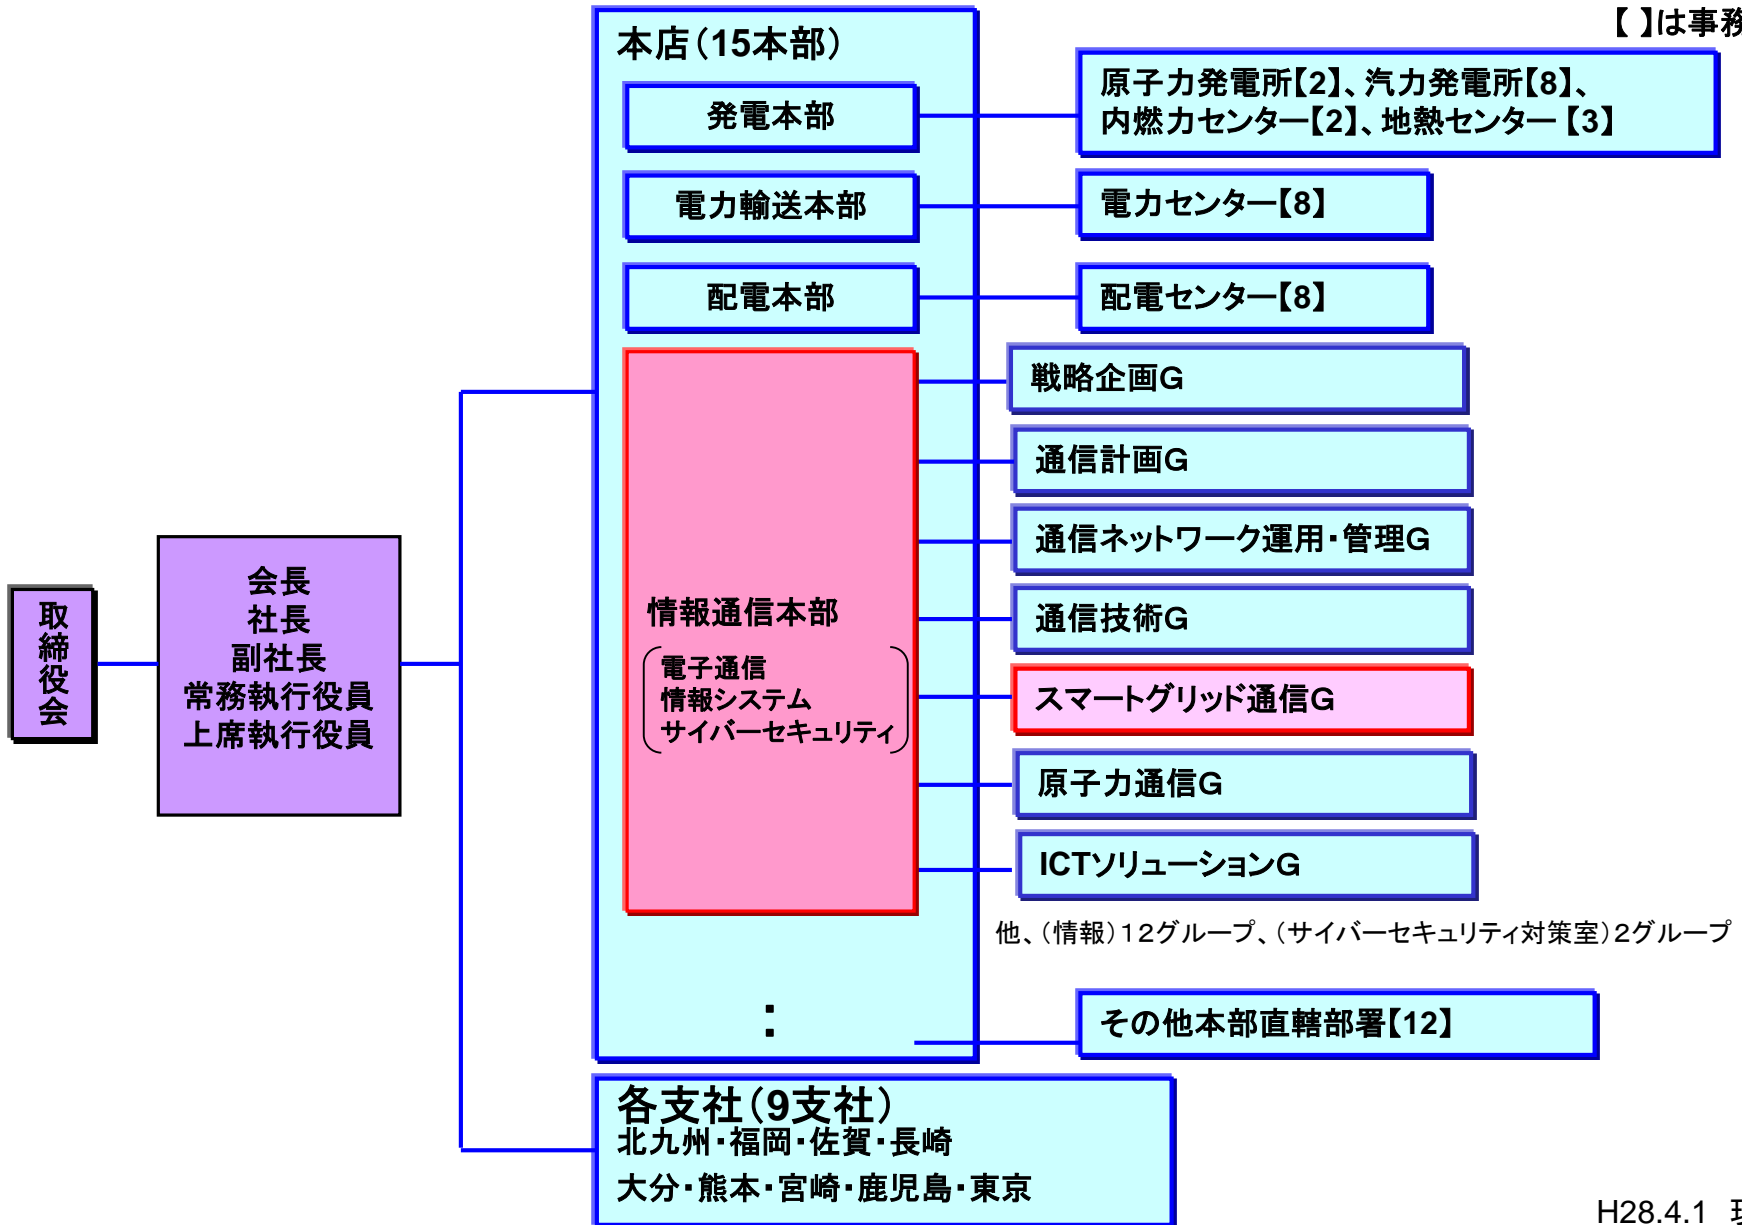 【 】は事務
本店（15本部）
発電本部
原子力発電所【2】、汽力発電所【8】、
内燃力センター【2】、地熱センター【3】
電力輸送本部
電力センター【8】
配電本部
配電センター【8】
戦略企画G
通信計画G
通信ネットワーク運用・管理G
通信技術G
スマートグリッド通信G
原子力通信G
ICTソリューションG
情報通信本部
電子通信
情報システム
サイバーセキュリティ
他、（情報）１２グループ、（サイバーセキュリティ対策室）２グループ
：
その他本部直轄部署【12】
取締役会
会長
社長
副社長
常務執行役員
上席執行役員
各支社（9支社）
北九州・福岡・佐賀・長崎
大分・熊本・宮崎・鹿児島・東京
H28.4.1